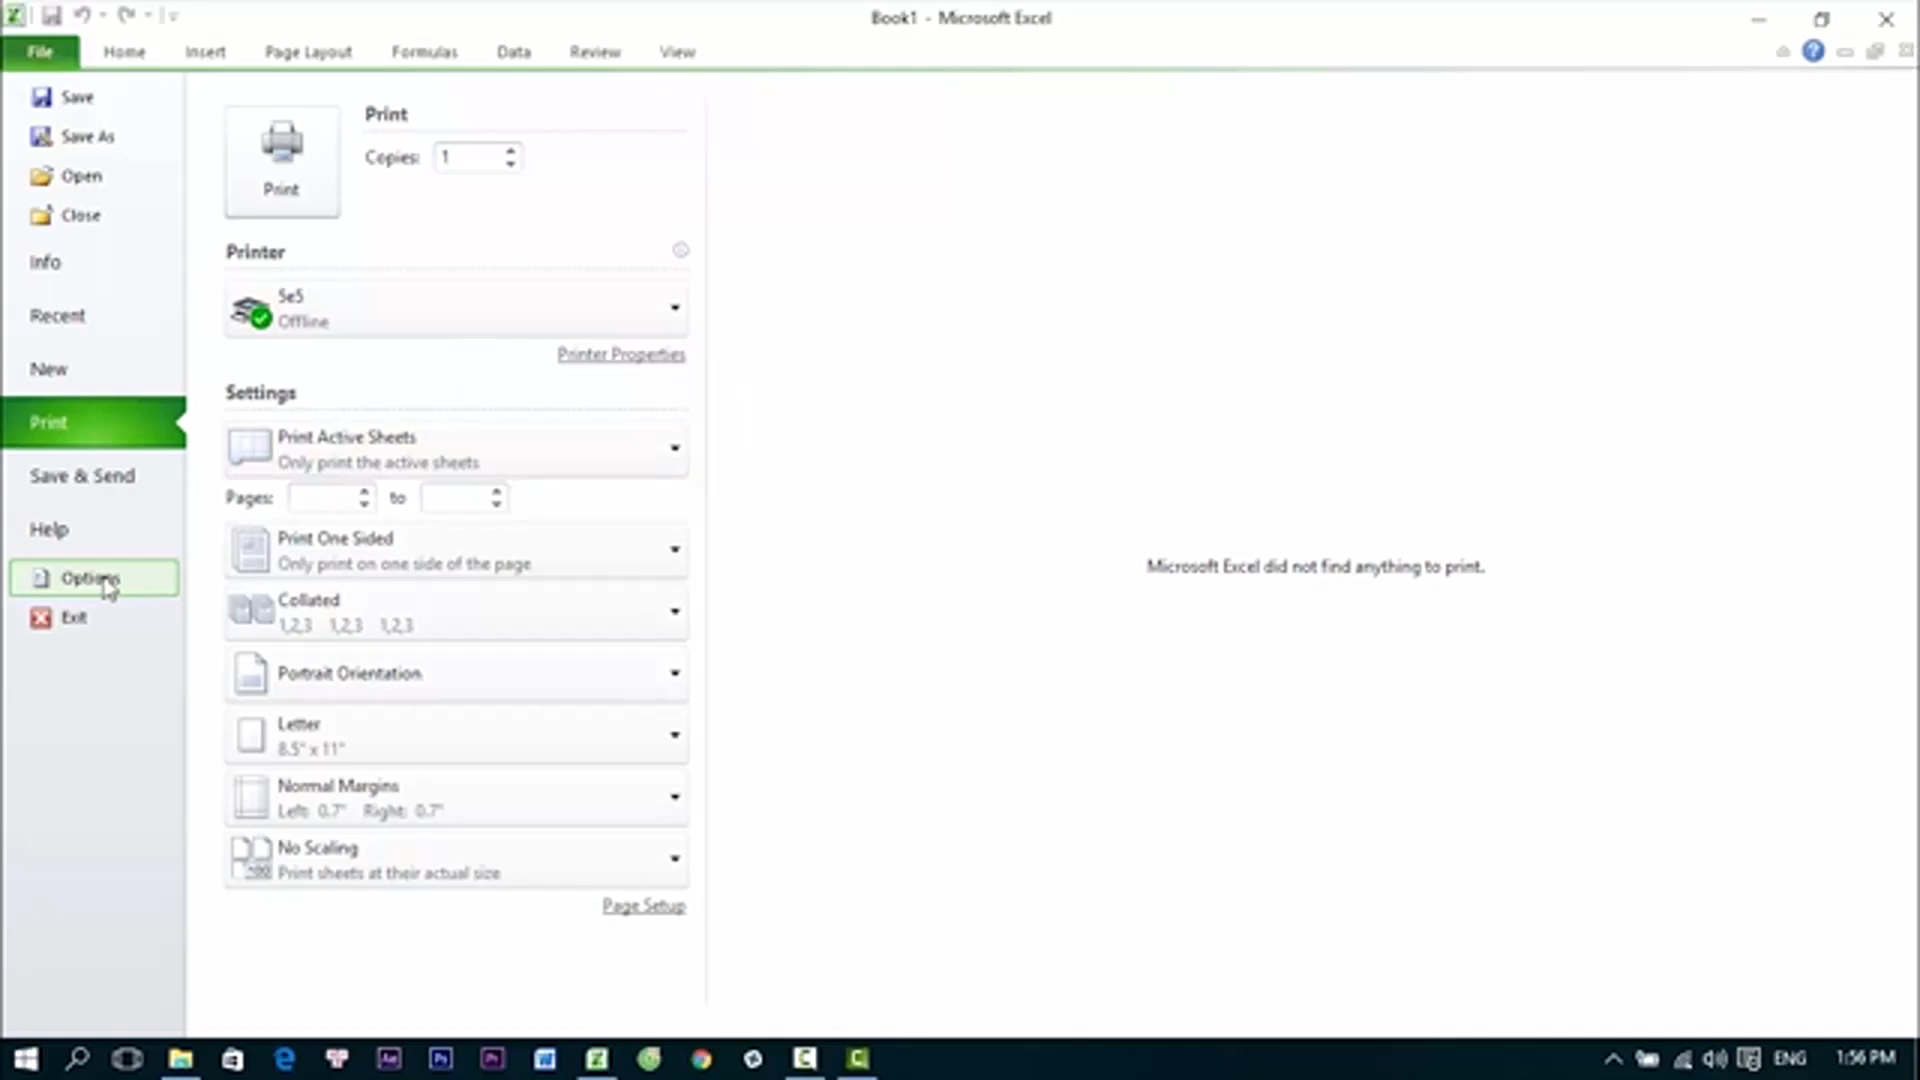 Book1 - Microsoft Excel
File Home Insert Page Layout Formulas Data Review View
Save
Save As
Open
Close
Info
Recent
New
Print
Save & Send
Help
Options
Exit
Print
Print
Copies: 1
Printer
5e5
Offline
Printer Properties
Settings
Print Active Sheets
Only print the active sheets
Pages: to
Print One Sided
Only print on one side of the page
Collated
1,2,3 1,2,3 1,2,3
Portrait Orientation
Letter
8.5" x 11"
Normal Margins
Left: 0.7" Right: 0.7"
No Scaling
Print sheets at their actual size
Page Setup
Microsoft Excel did not find anything to print.
Ae Ps Pr
ENG 1:56 PM